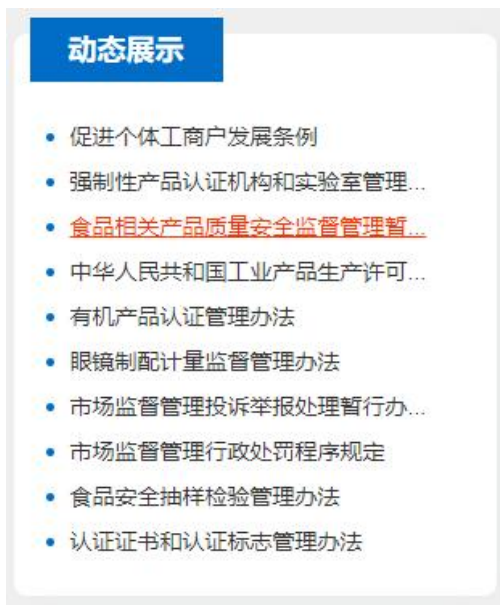 动态展示
促进个体工商户发展条例
强制性产品认证机构和实验室管理...
食品相关产品质量安全监督管理暂...
中华人民共和国工业产品生产许可...
有机产品认证管理办法
眼镜制配计量监督管理办法
市场监督管理投诉举报处理暂行办...
市场监督管理行政处罚程序规定
食品安全抽样检验管理办法
认证证书和认证标志管理办法